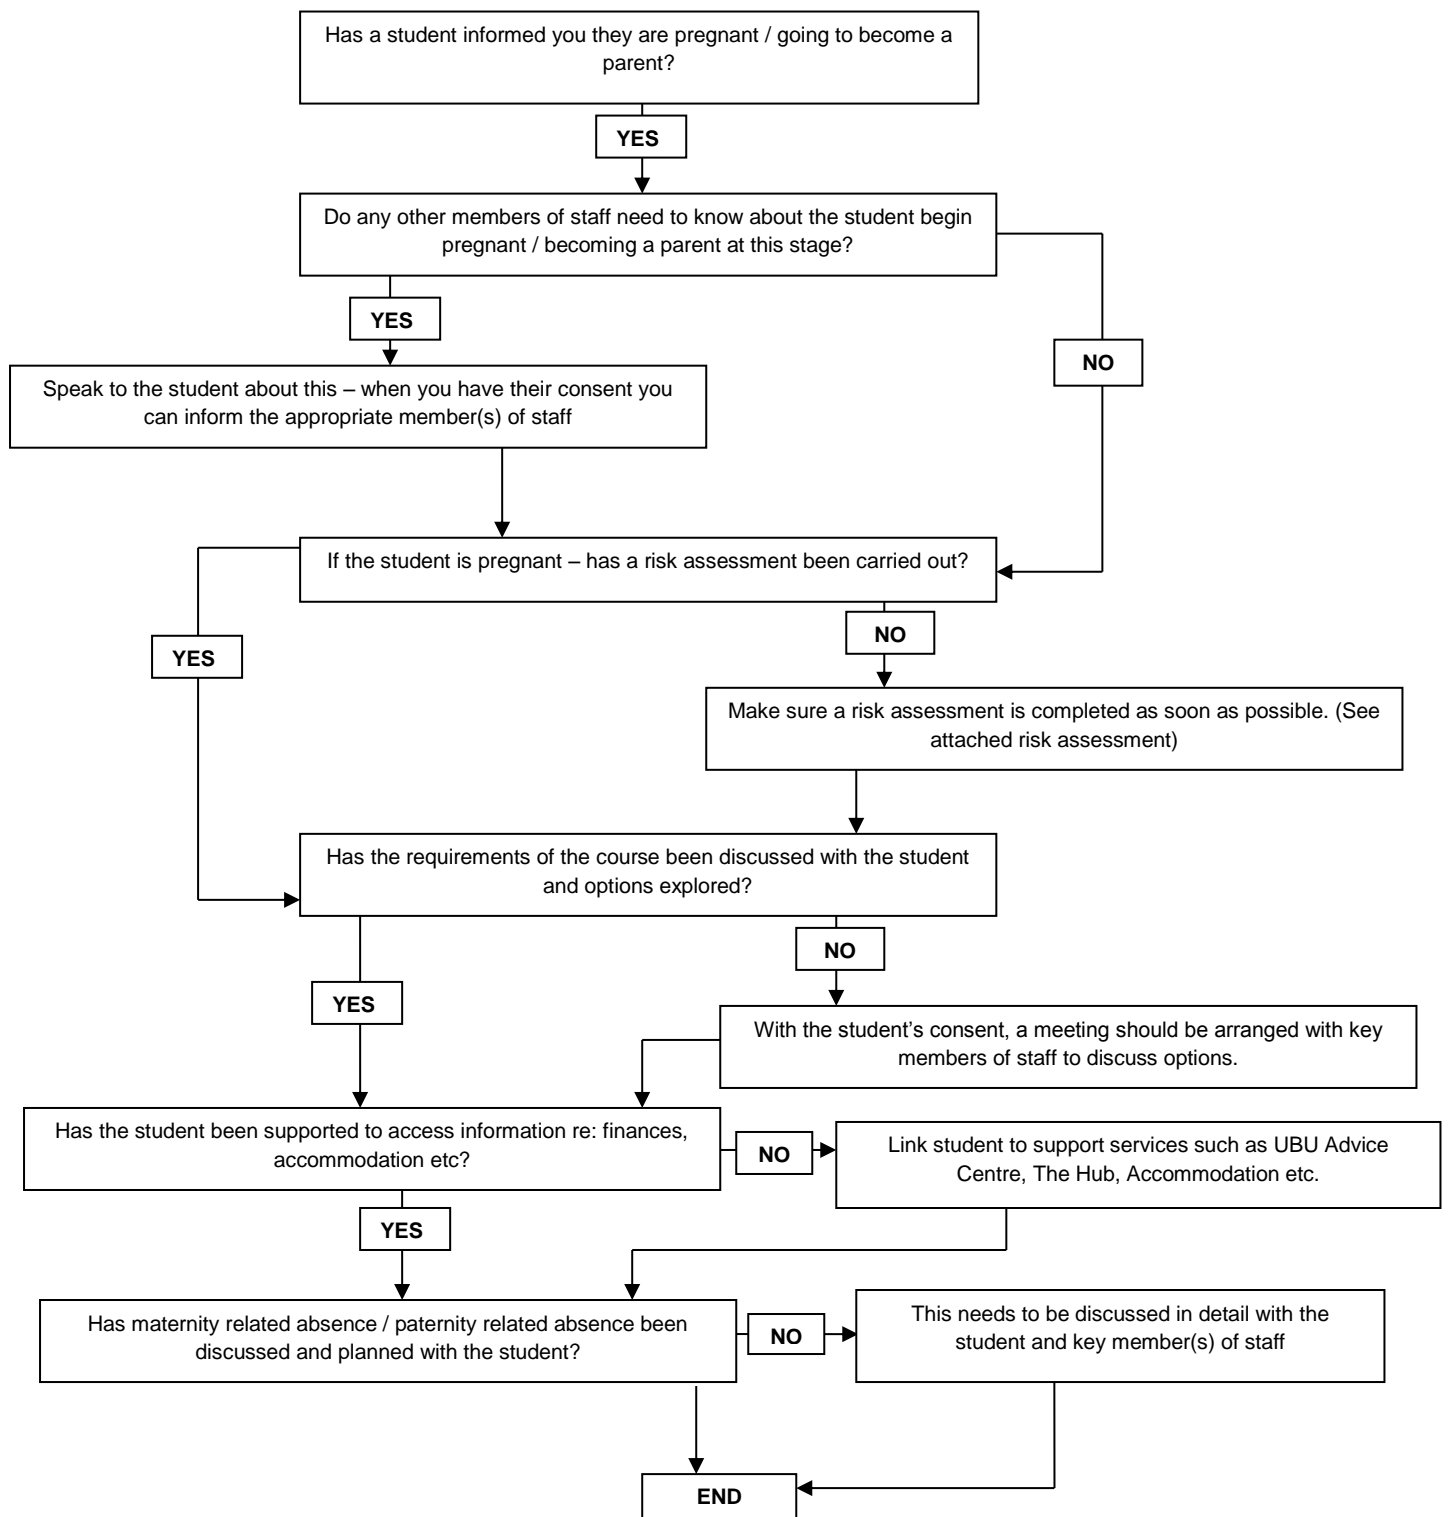 Has a student informed you they are pregnant / going to become a
parent?
YES
Do any other members of staff need to know about the student begin
pregnant / becoming a parent at this stage?
YES
NO
Speak to the student about this – when you have their consent you
can inform the appropriate member(s) of staff
If the student is pregnant – has a risk assessment been carried out?
NO
YES
Make sure a risk assessment is completed as soon as possible. (See
attached risk assessment)
Has the requirements of the course been discussed with the student
and options explored?
NO
YES
With the student’s consent, a meeting should be arranged with key
members of staff to discuss options.
Has the student been supported to access information re: finances,
accommodation etc?
NO
Link student to support services such as UBU Advice
Centre, The Hub, Accommodation etc.
YES
Has maternity related absence / paternity related absence been
discussed and planned with the student?
NO
This needs to be discussed in detail with the
student and key member(s) of staff
END